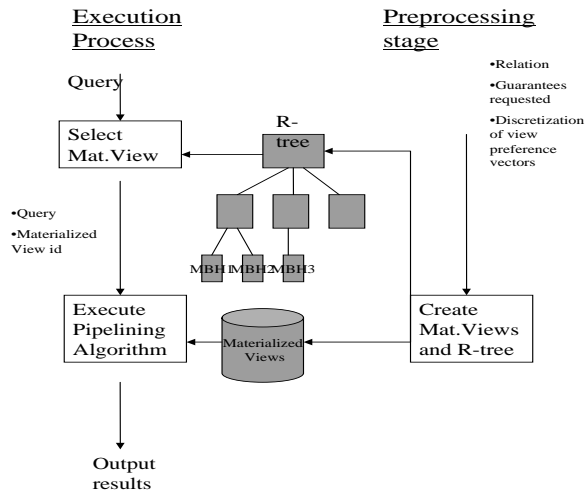 Execution
Process
Preprocessing
stage
•Relation
•Guarantees
requested
•Discretization
of view
preference
vectors
Query
Select
Mat.View
R-
tree
•Query
•Materialized
View id
MBH1
MBH2
MBH3
Execute
Pipelining
Algorithm
Materialized
Views
Create
Mat.Views
and R-tree
Output
results